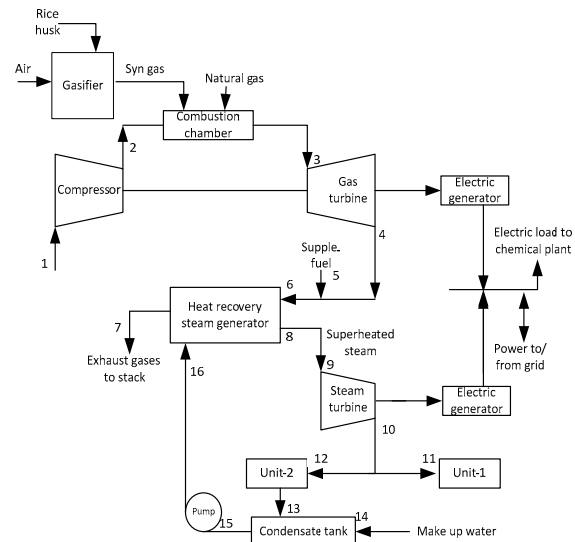 Rice
husk
Air
Gasifier
Syn gas
Natural gas
Combustion
chamber
2
3
Compressor
Gas
turbine
Electric
generator
1
4
Electric load to
chemical plant
Supple-
fuel
5
6
Heat recovery
steam generator
7
8
Superheated
steam
Exhaust gases
to stack
Power to/
from grid
16
9
Steam
turbine
Electric
generator
10
12
11
Unit-2
Unit-1
13
Pump
15
14
Condensate tank
Make up water